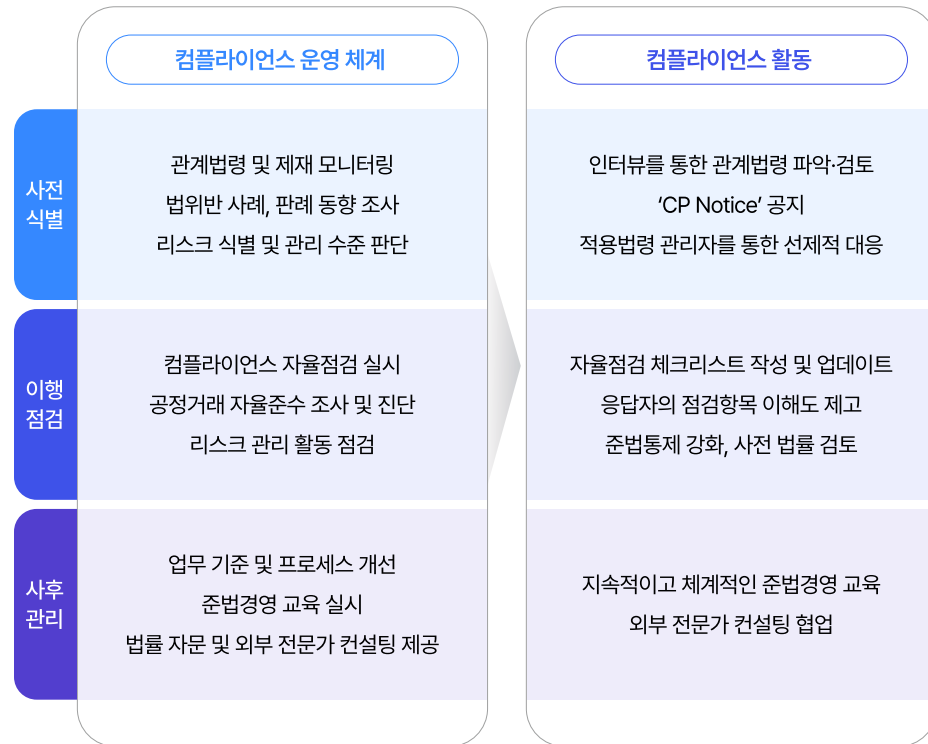 컴플라이언스 운영 체계
컴플라이언스 활동
사전
식별
관계법령 및 제재 모니터링
법위반 사례, 판례 동향 조사
리스크 식별 및 관리 수준 판단
인터뷰를 통한 관계법령 파악·검토
‘CP Notice’ 공지
적용법령 관리자를 통한 선제적 대응
이행
점검
컴플라이언스 자율점검 실시
공정거래 자율준수 조사 및 진단
리스크 관리 활동 점검
자율점검 체크리스트 작성 및 업데이트
응답자의 점검항목 이해도 제고
준법통제 강화, 사전 법률 검토
사후
관리
업무 기준 및 프로세스 개선
준법경영 교육 실시
법률 자문 및 외부 전문가 컨설팅 제공
지속적이고 체계적인 준법경영 교육
외부 전문가 컨설팅 협업